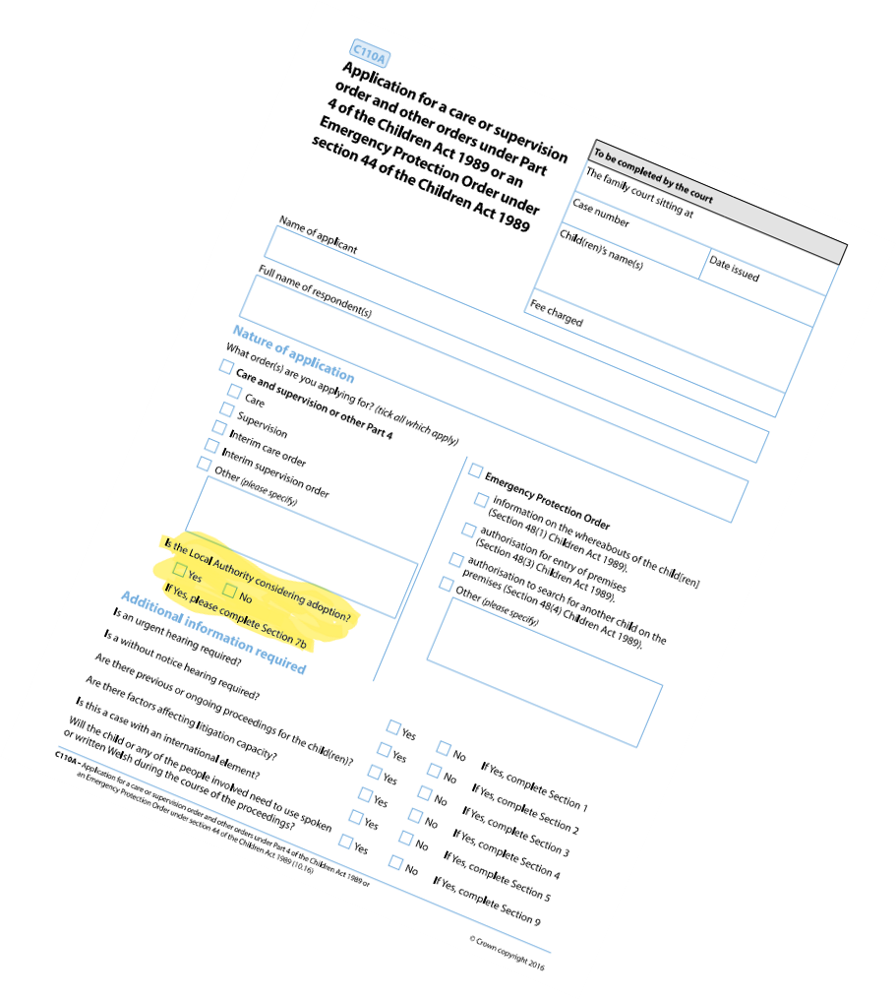 C110A
Application for a care or supervision
order and other orders under Part
4 of the Children Act 1989 or an
Emergency Protection Order under
section 44 of the Children Act 1989
To be completed by the court
The family court sitting at
Case number
Date issued
Child(ren)'s name(s)
Fee charged
Name of applicant
Full name of respondent(s)
Nature of application
What order(s) are you applying for? (tick all which apply)
Care and supervision or other Part 4
Care
Supervision
Interim care order
Interim supervision order
Other (please specify)
Is the Local Authority considering adoption?
Yes No
If Yes, please complete Section 7b
Emergency Protection Order
information on the whereabouts of the child(ren]
(Section 48(1) Children Act 1989).
authorisation for entry of premises
(Section 48(3) Children Act 1989).
authorisation to search for another child on the
premises (Section 48(4) Children Act 1989).
Other (please specify)
Additional information required
Is an urgent hearing required? Yes No If Yes, complete Section 1
Is a without notice hearing required? Yes No If Yes, complete Section 2
Are there previous or ongoing proceedings for the child(ren)? Yes No If Yes, complete Section 3
Are there factors affecting litigation capacity? Yes No If Yes, complete Section 4
Is this a case with an international element? Yes No If Yes, complete Section 5
Will the child or any of the people involved need to use spoken
or written Welsh during the course of the proceedings? Yes No If Yes, complete Section 9
C110A - Application for a care or supervision order and other orders under Part 4 of the Children Act 1989 or
an Emergency Protection Order under section 44 of the Children Act 1989 (10.16)
© Crown copyright 2016